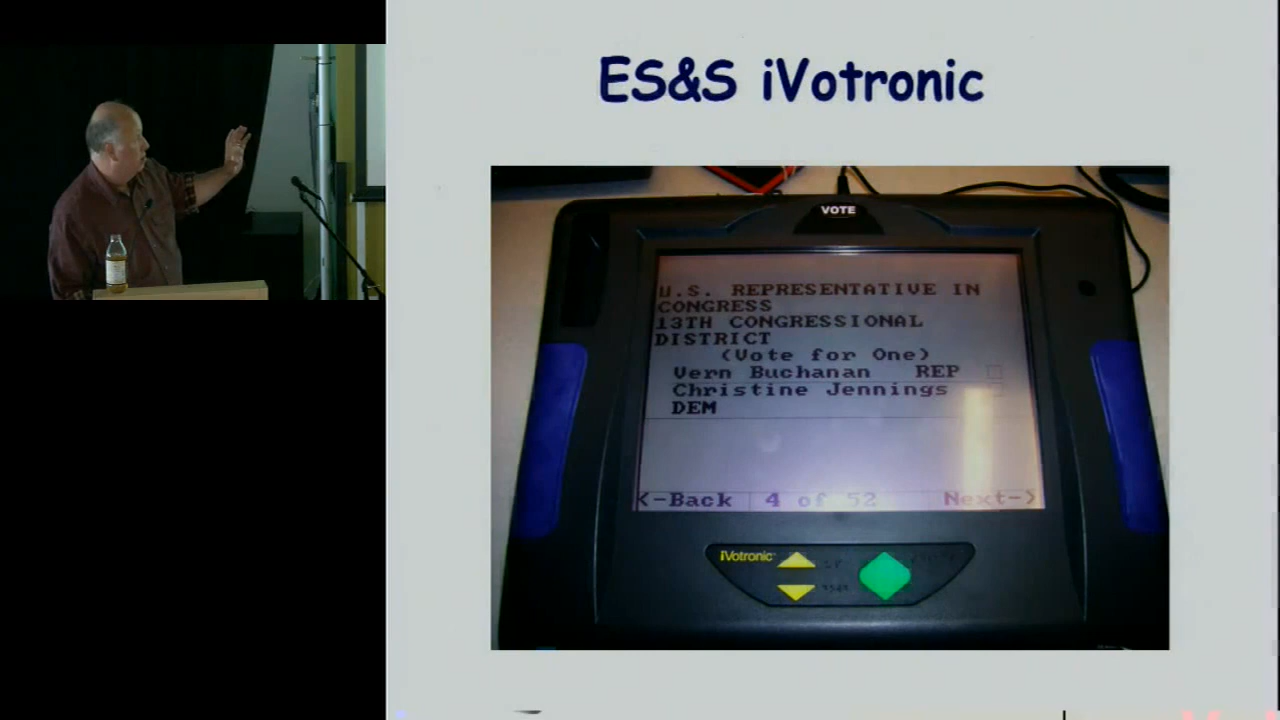 ES&S iVotronic
VOTE
U.S. REPRESENTATIVE IN
CONGRESS
13TH CONGRESSIONAL
DISTRICT
(Vote for One)
Vern Buchanan REP
Christine Jennings
DEM
<-Back 4 of 52 Next->
iVotronic